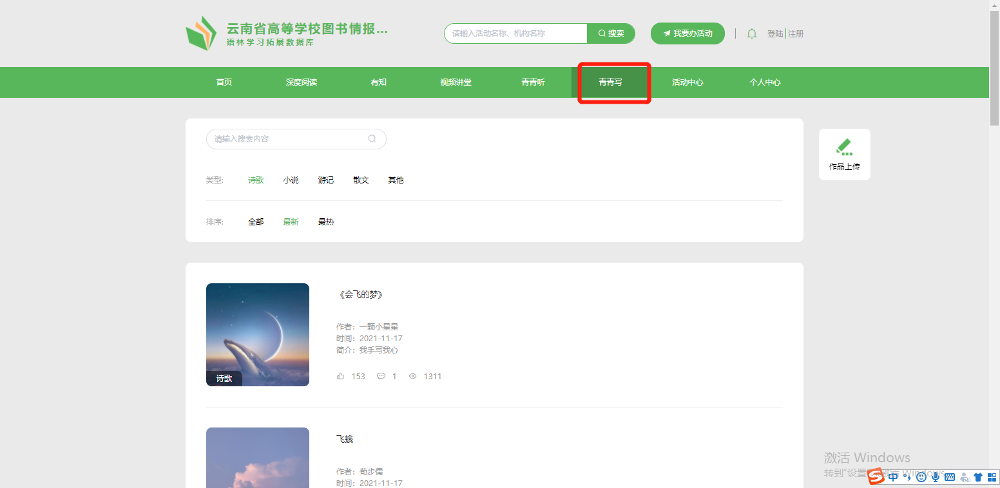 云南省高等学校图书情报...
语林学习拓展数据库
请输入活动名称、机构名称
搜索
我要办活动
登陆 注册
首页 深度阅读 有知 视频讲堂 青青听 青青写 活动中心 个人中心
请输入搜索内容
作品上传
类型: 诗歌 小说 游记 散文 其他
排序: 全部 最新 最热
《会飞的梦》
作者：一颗小星星
时间：2021-11-17
简介：我手写我心
诗歌
153 1 1311
飞蛾
作者：苟步儒
时间：2021-11-17
激活 Windows
转到"设置"以激活 Windows。
中